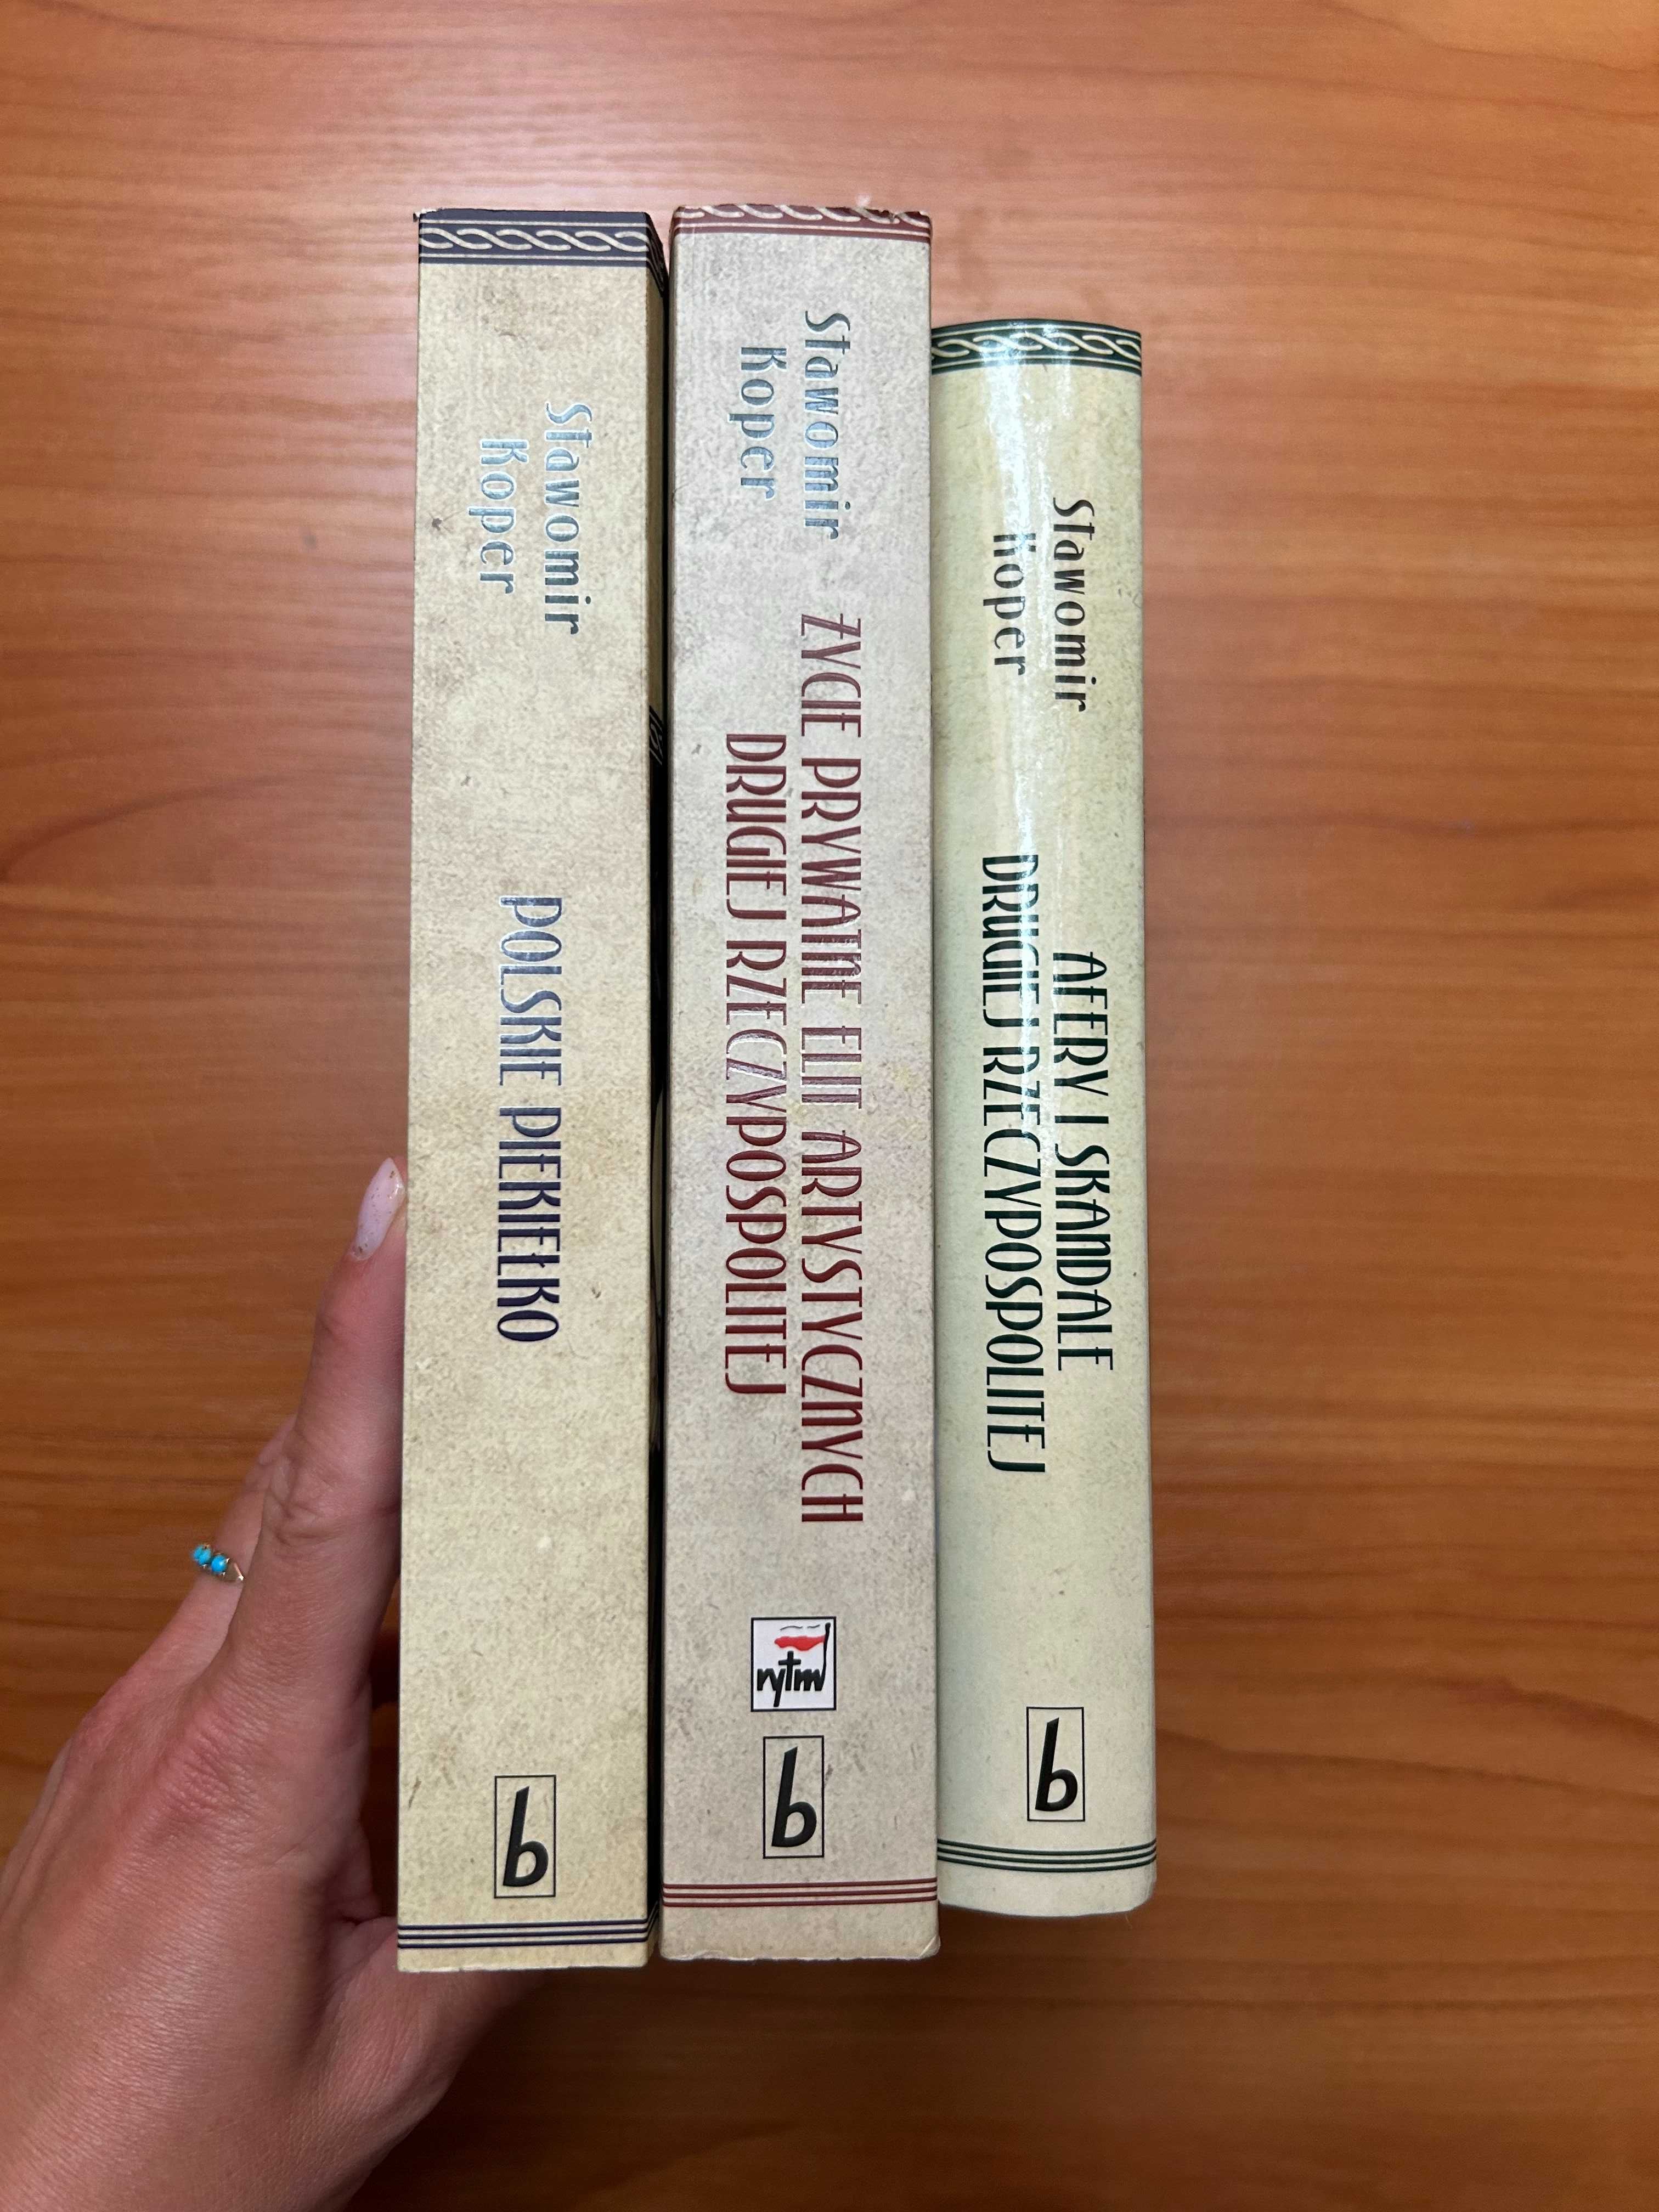 Sławomir
Koper
POLSKIE PIEKIEŁKO
b
Sławomir
Koper
ŻYCIE PRYWATNE ELIT ARTYSTYCZNYCH
DRUGIEJ RZECZYPOSPOLITEJ
rytm
b
Sławomir
Koper
AFERY I SKANDALE
DRUGIEJ RZECZYPOSPOLITEJ
b